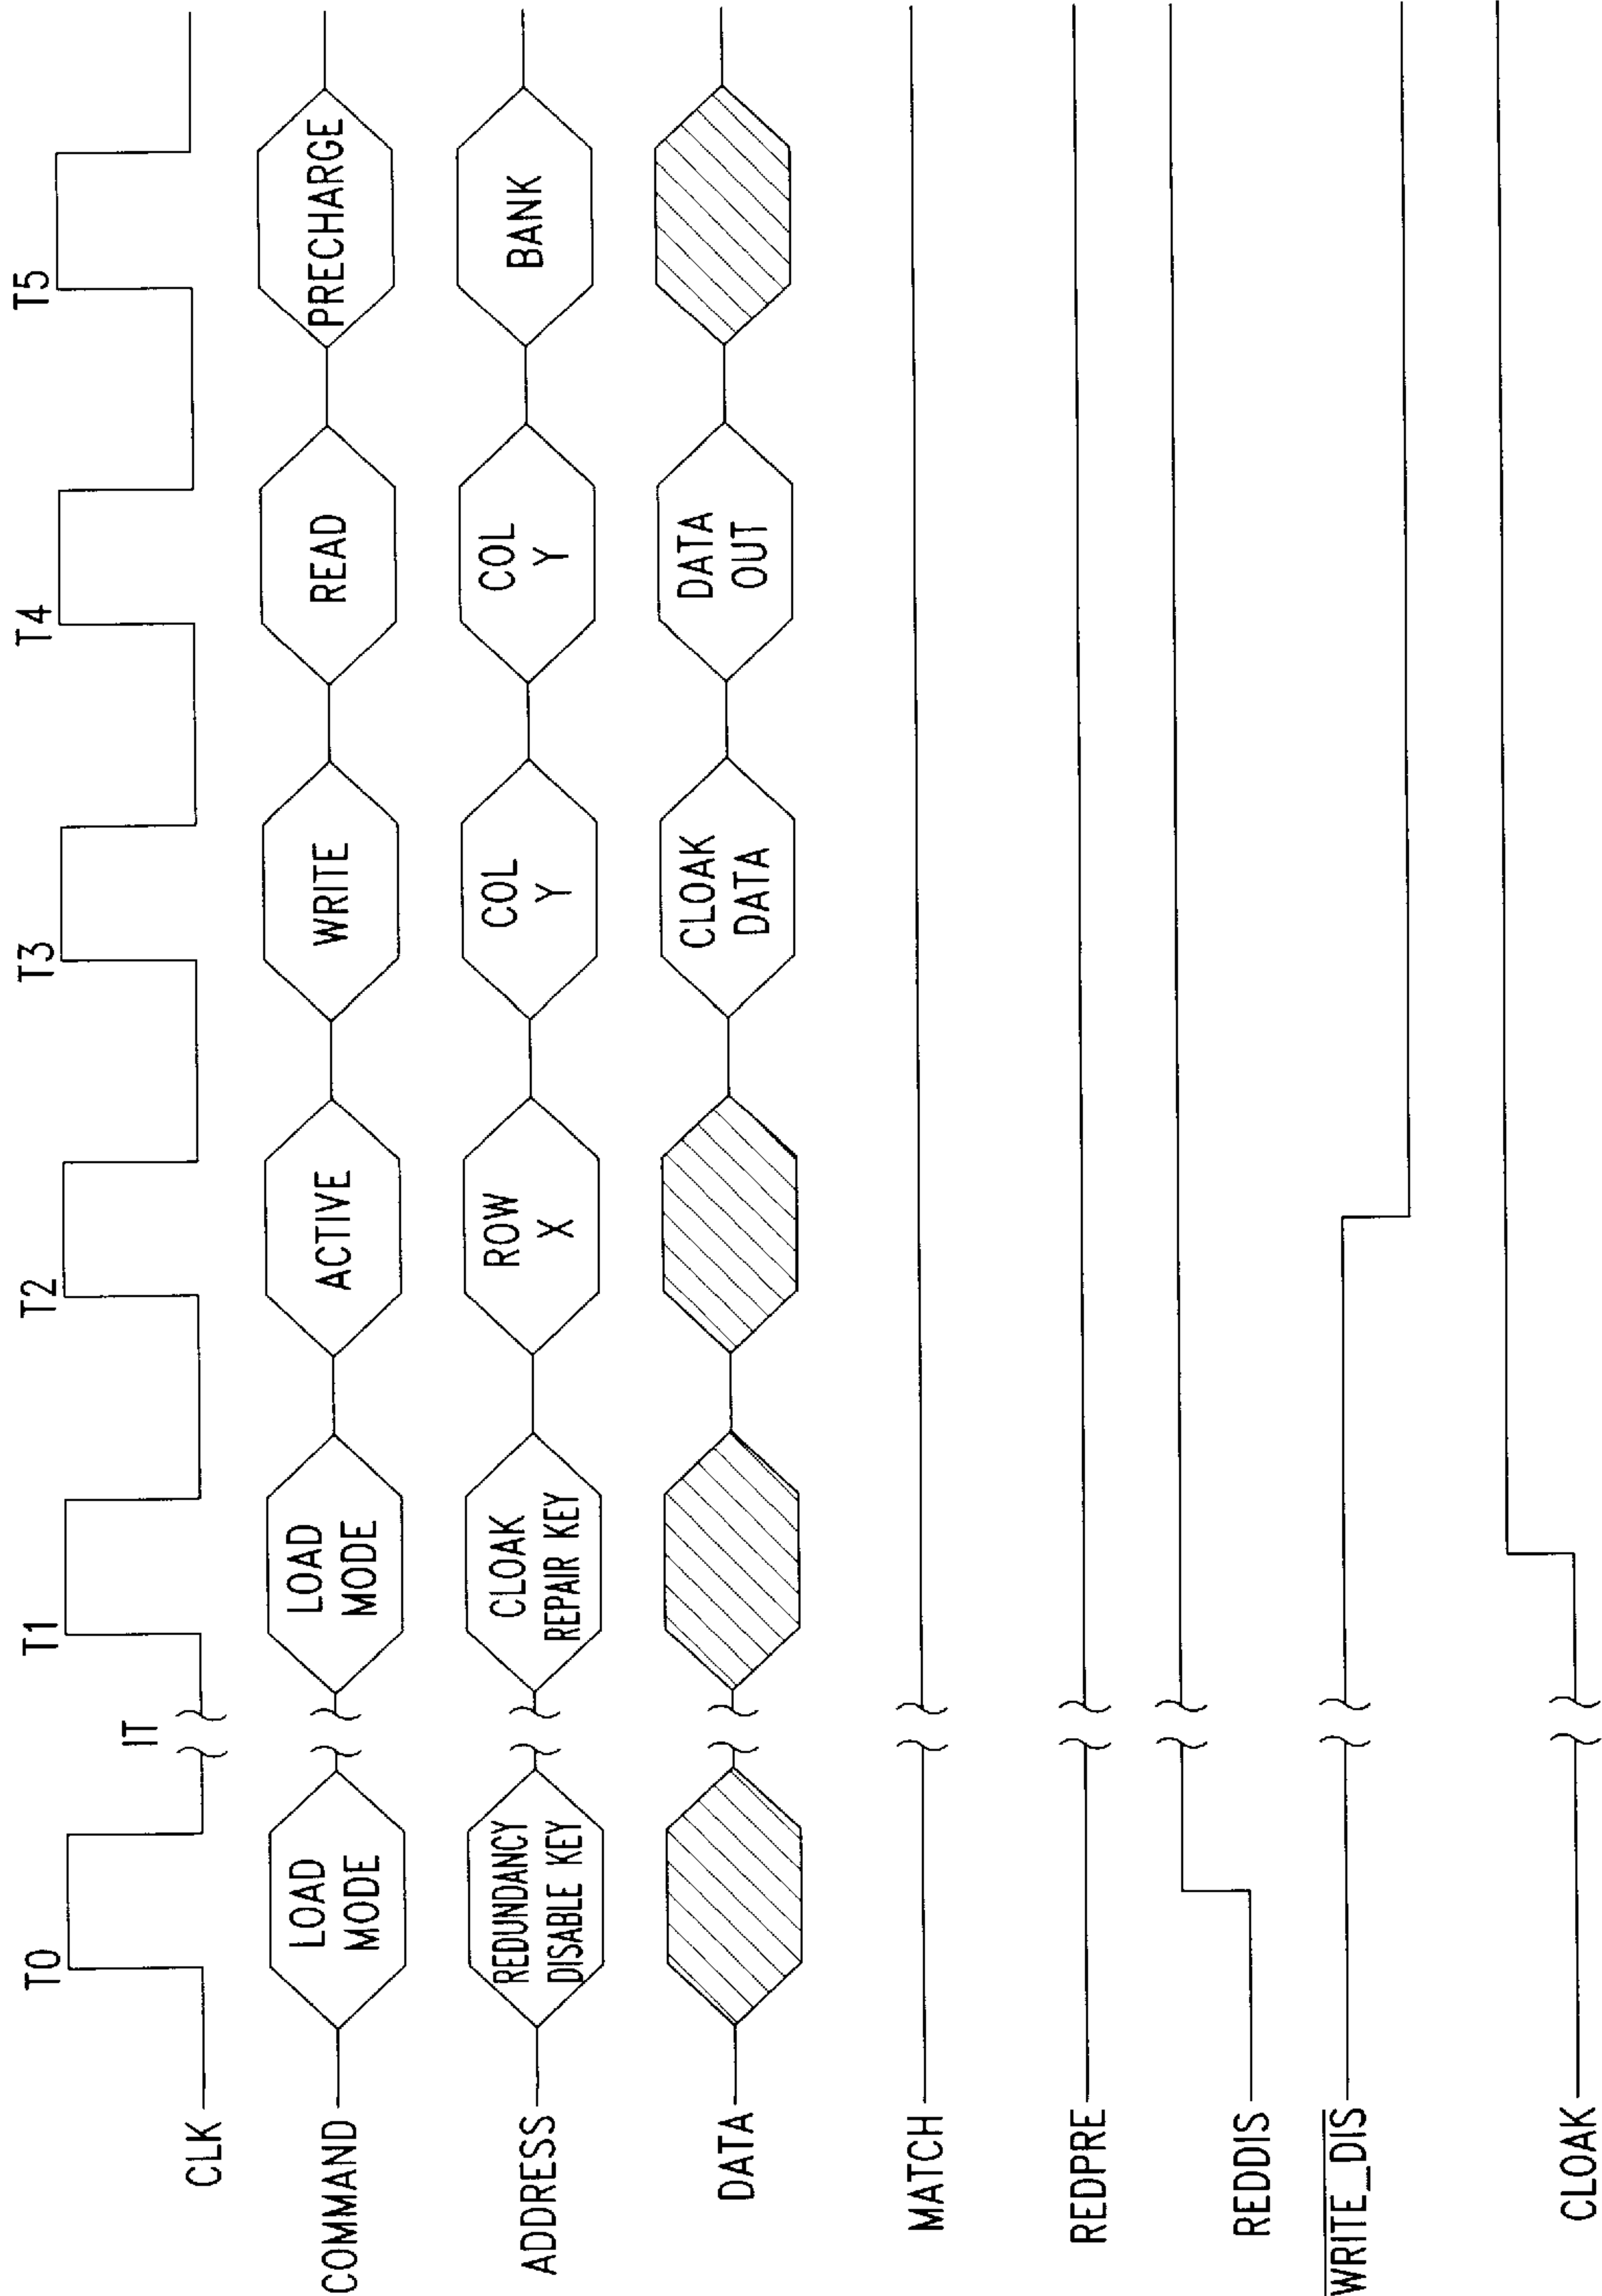 T0
IT
T1
T2
T3
T4
T5
CLK
COMMAND
LOAD
MODE
LOAD
MODE
ACTIVE
WRITE
READ
PRECHARGE
ADDRESS
REDUNDANCY
DISABLE KEY
CLOAK
REPAIR KEY
ROW
X
COL
Y
COL
Y
BANK
DATA
CLOAK
DATA
DATA
OUT
MATCH
REDPRE
REDDIS
WRITE_DIS
CLOAK